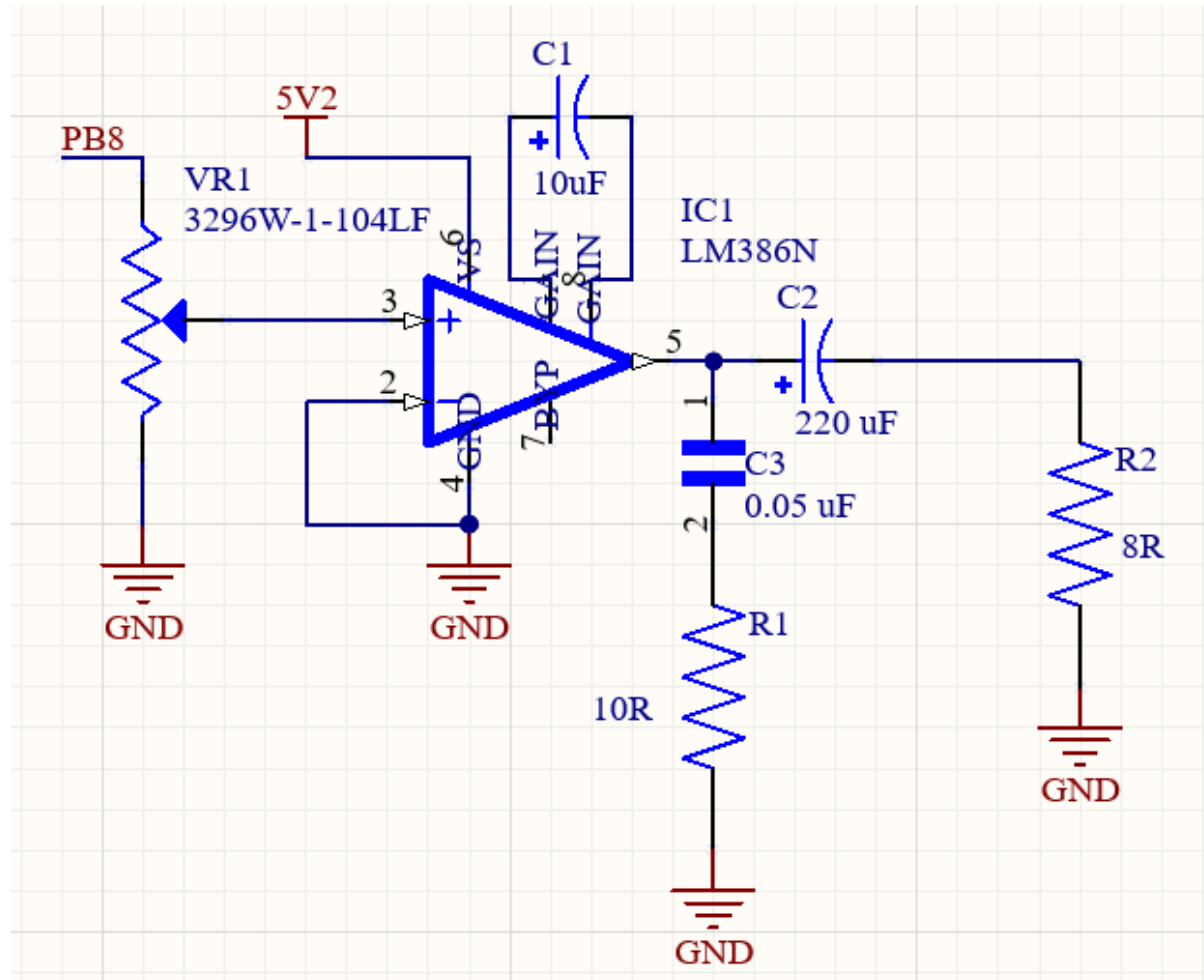 C1
5V2
PB8
10uF
VR1
3296W-1-104LF
IC1
LM386N
6
VS
GAIN
8
GAIN
3
+
2
-
GND
4
7
BYP
5
C2
+
220 uF
1
C3
0.05 uF
2
R2
8R
R1
10R
GND
GND
GND
GND
+